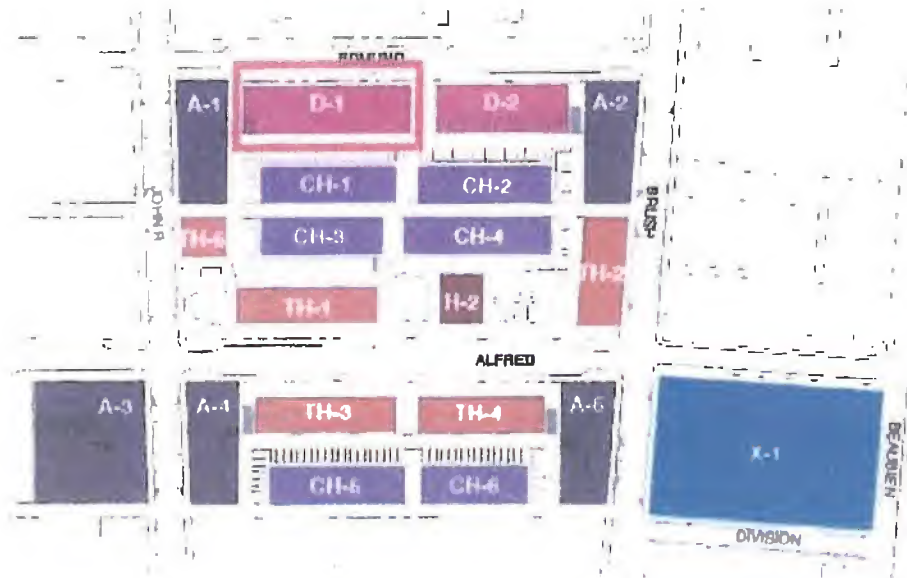 EDMUND
A-1
D-1
D-2
A-2
CH-1
CH-2
JOHN R
BRUSH
TH-6
CH-3
CH-4
TH-2
TH-1
H-2
ALFRED
A-3
A-4
TH-3
TH-4
A-5
X-1
BEAUBIEN
CH-5
CH-6
DIVISION